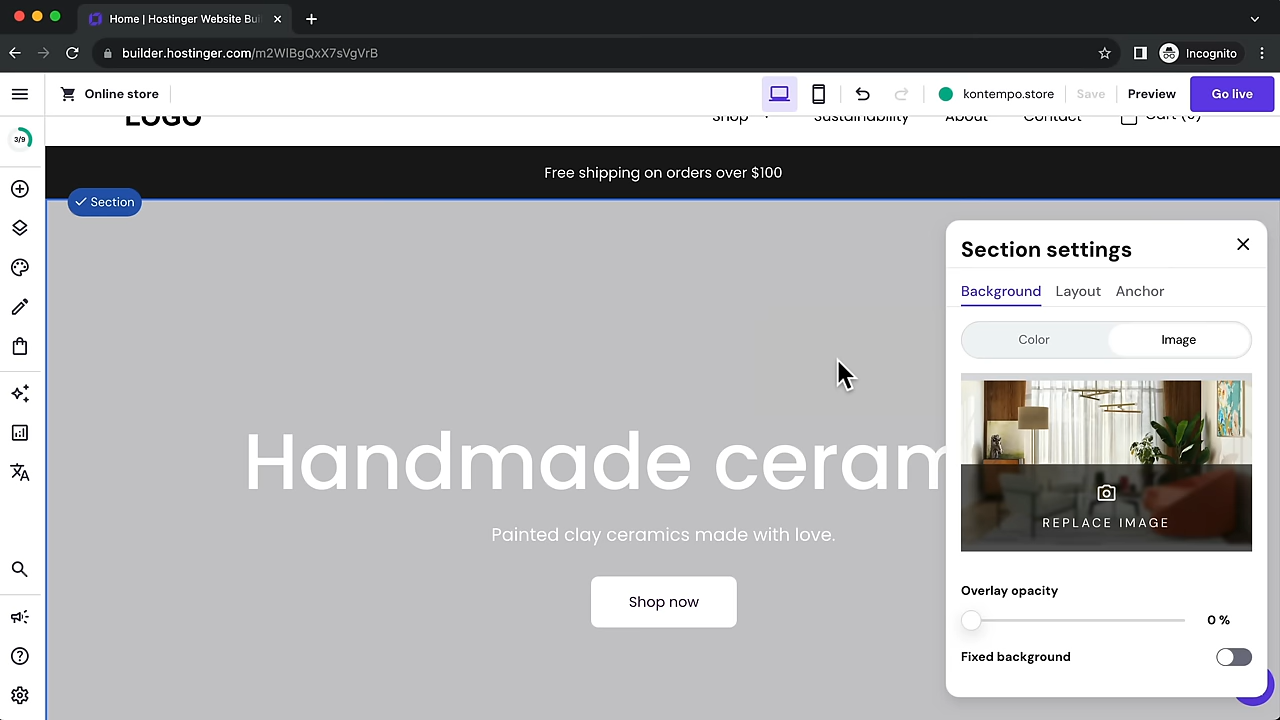 Home | Hostinger Website Bui
builder.hostinger.com/m2WlBgQxX7sVgVrB
Incognito
Online store
kontempo.store
Save
Preview
Go live
3/9
LOGO
Shop
Sustainability
About
Contact
Cart (0)
Free shipping on orders over $100
Section
Handmade ceram
Painted clay ceramics made with love.
Shop now
Section settings
Background
Layout
Anchor
Color
Image
REPLACE IMAGE
Overlay opacity
0 %
Fixed background